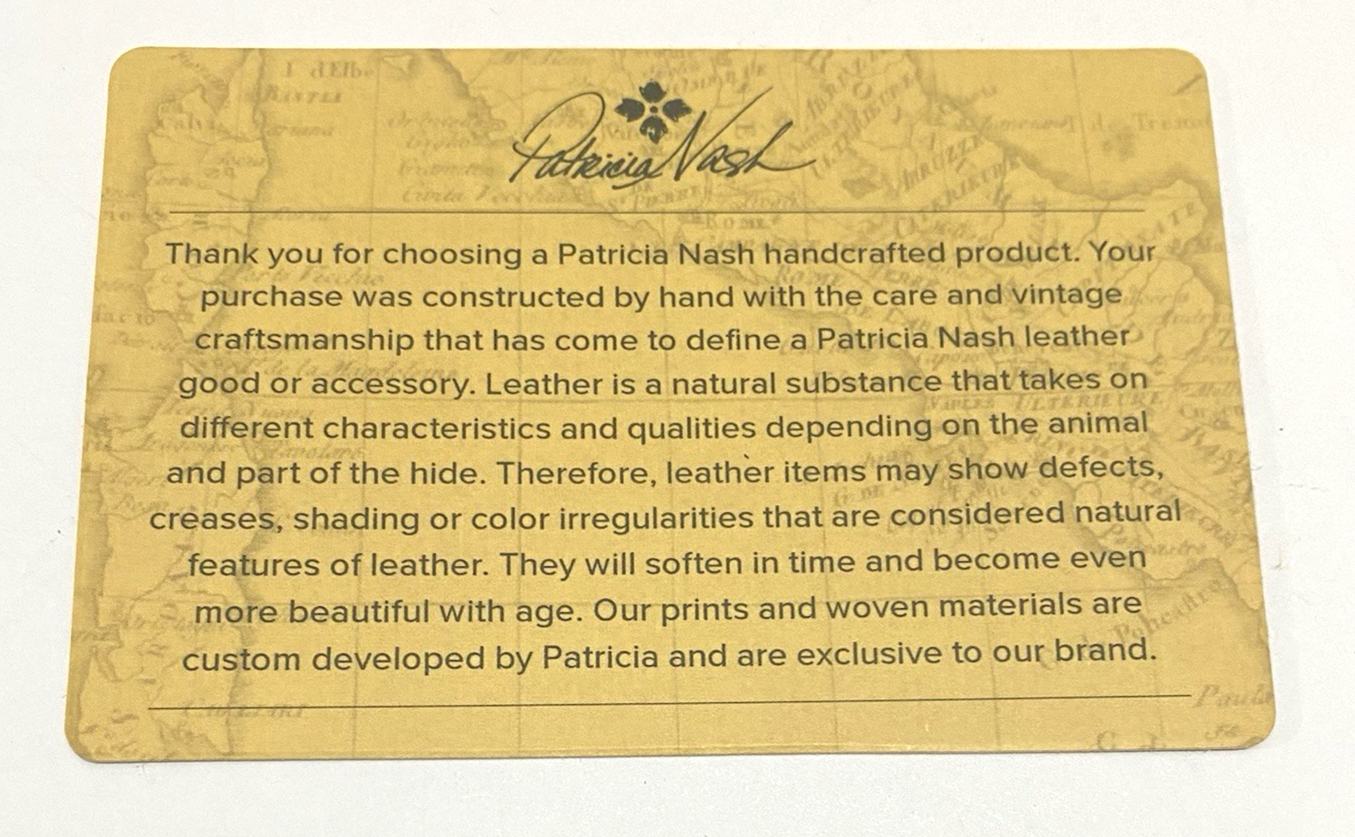 Patricia Nash
Thank you for choosing a Patricia Nash handcrafted product. Your
purchase was constructed by hand with the care and vintage
craftsmanship that has come to define a Patricia Nash leather
good or accessory. Leather is a natural substance that takes on
different characteristics and qualities depending on the animal
and part of the hide. Therefore, leather items may show defects,
creases, shading or color irregularities that are considered natural
features of leather. They will soften in time and become even
more beautiful with age. Our prints and woven materials are
custom developed by Patricia and are exclusive to our brand.